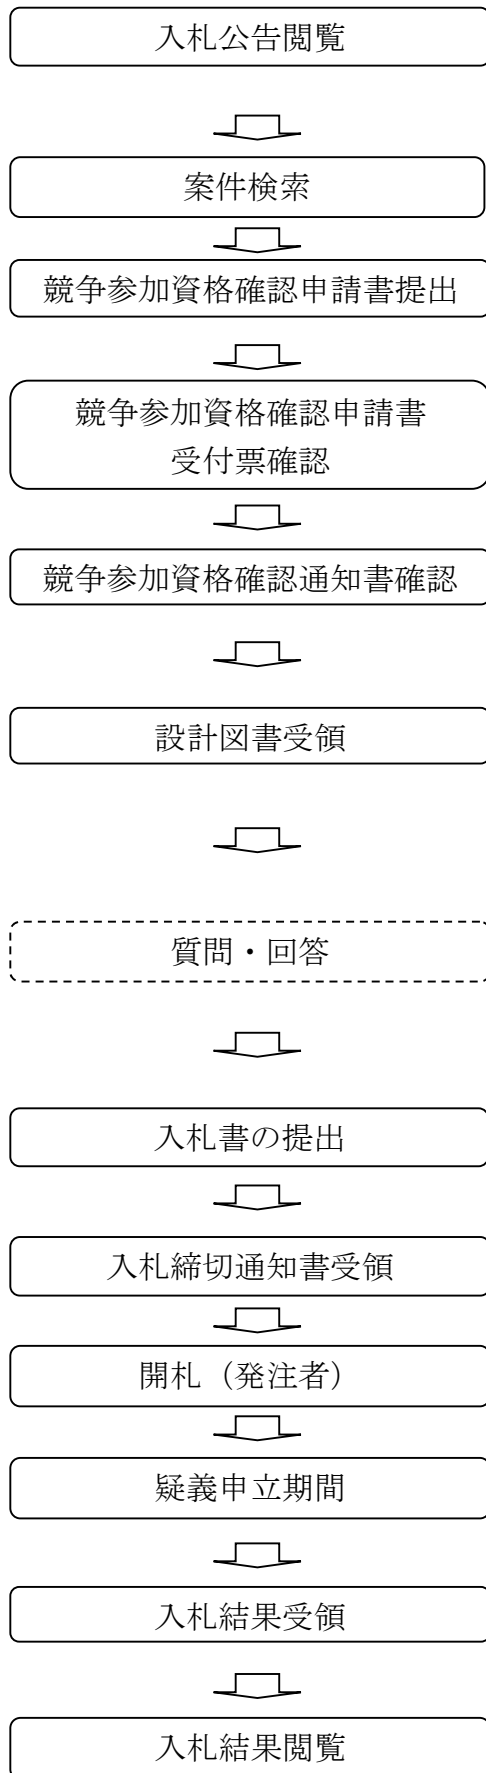 入札公告閲覧
案件検索
競争参加資格確認申請書提出
競争参加資格確認申請書
受付票確認
競争参加資格確認通知書確認
設計図書受領
質問・回答
入札書の提出
入札締切通知書受領
開札（発注者）
疑義申立期間
入札結果受領
入札結果閲覧